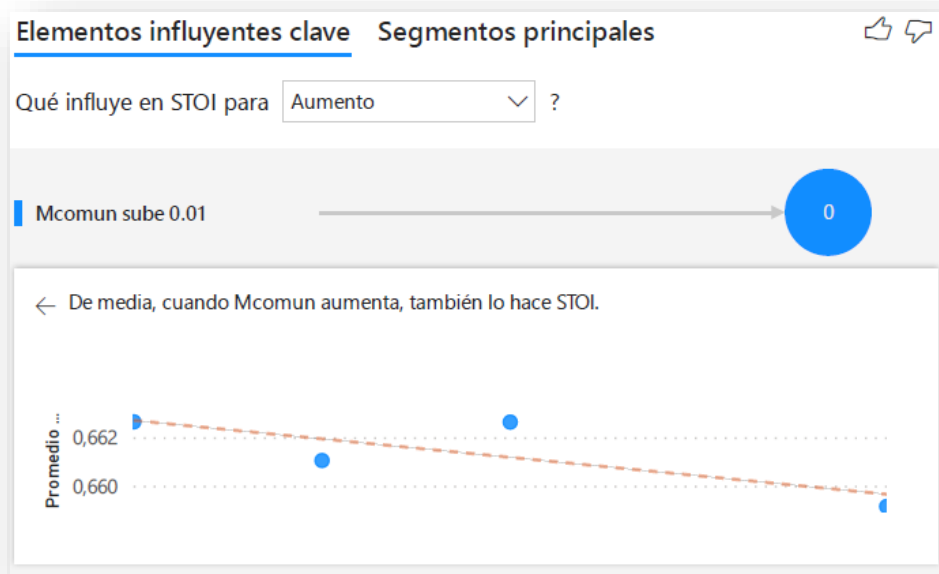 Elementos influyentes clave Segmentos principales
Qué influye en STOI para Aumento ?
Mcomun sube 0.01 0
← De media, cuando Mcomun aumenta, también lo hace STOI.
Promedio ...
0,662
0,660